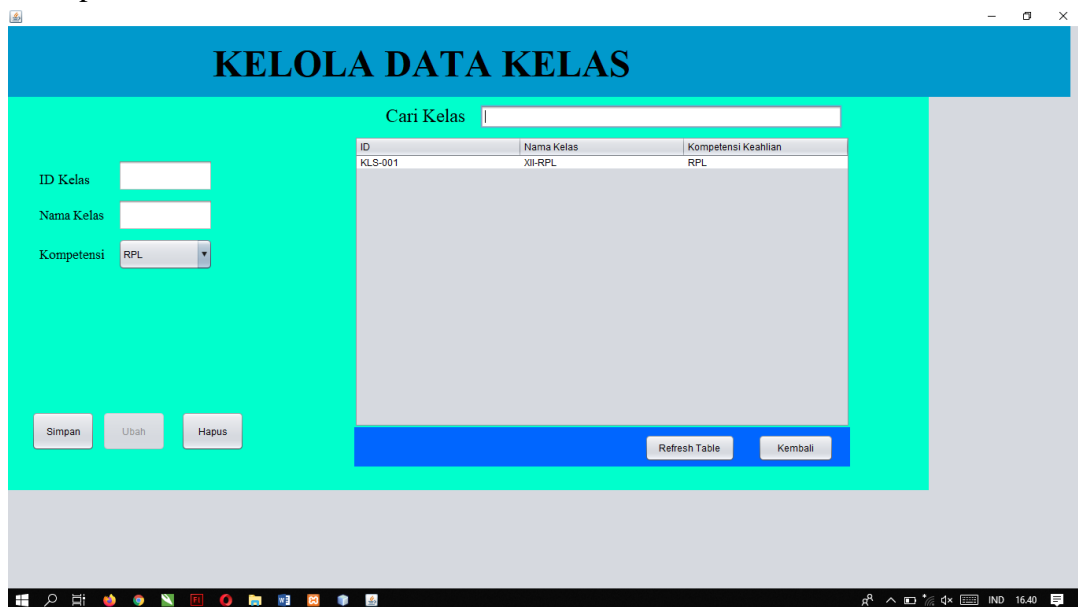 KELOLA DATA KELAS
Cari Kelas
ID Nama Kelas Kompetensi Keahlian
KLS-001 XII-RPL RPL
ID Kelas
Nama Kelas
Kompetensi RPL
Simpan Ubah Hapus
Refresh Table Kembali
IND 16.40